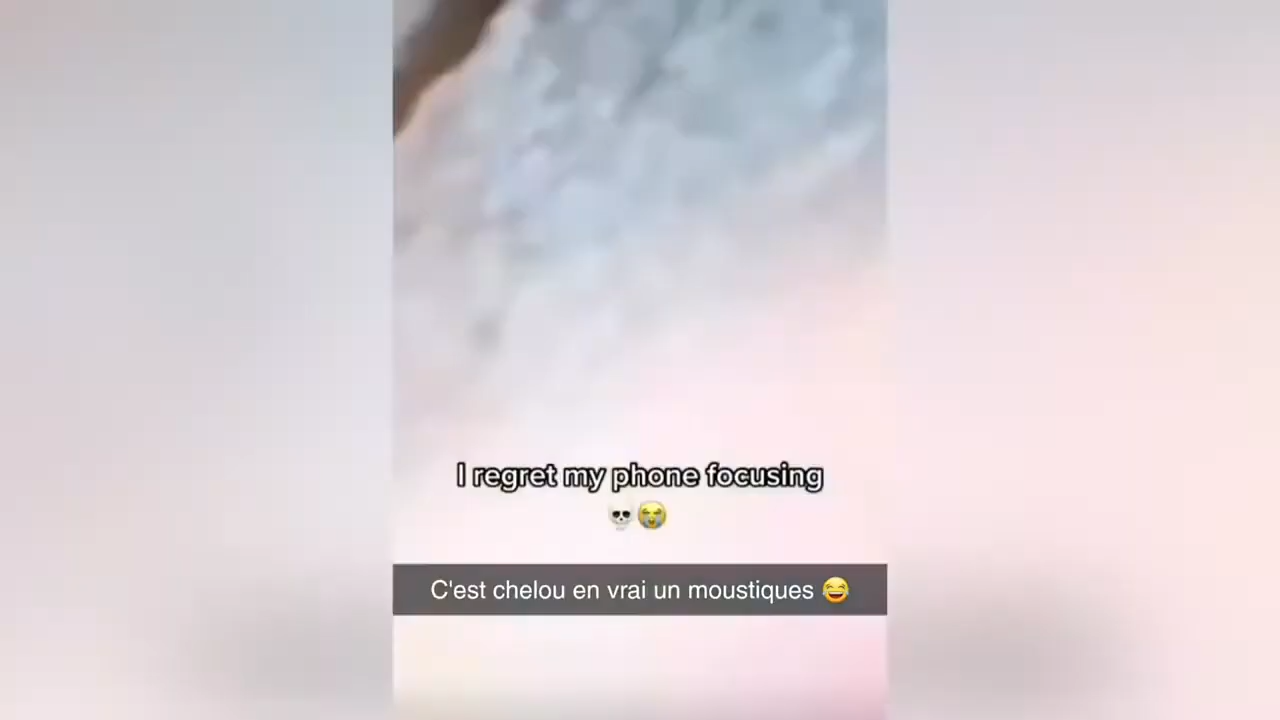 I regret my phone focusing
💀😭
C'est chelou en vrai un moustiques 😂